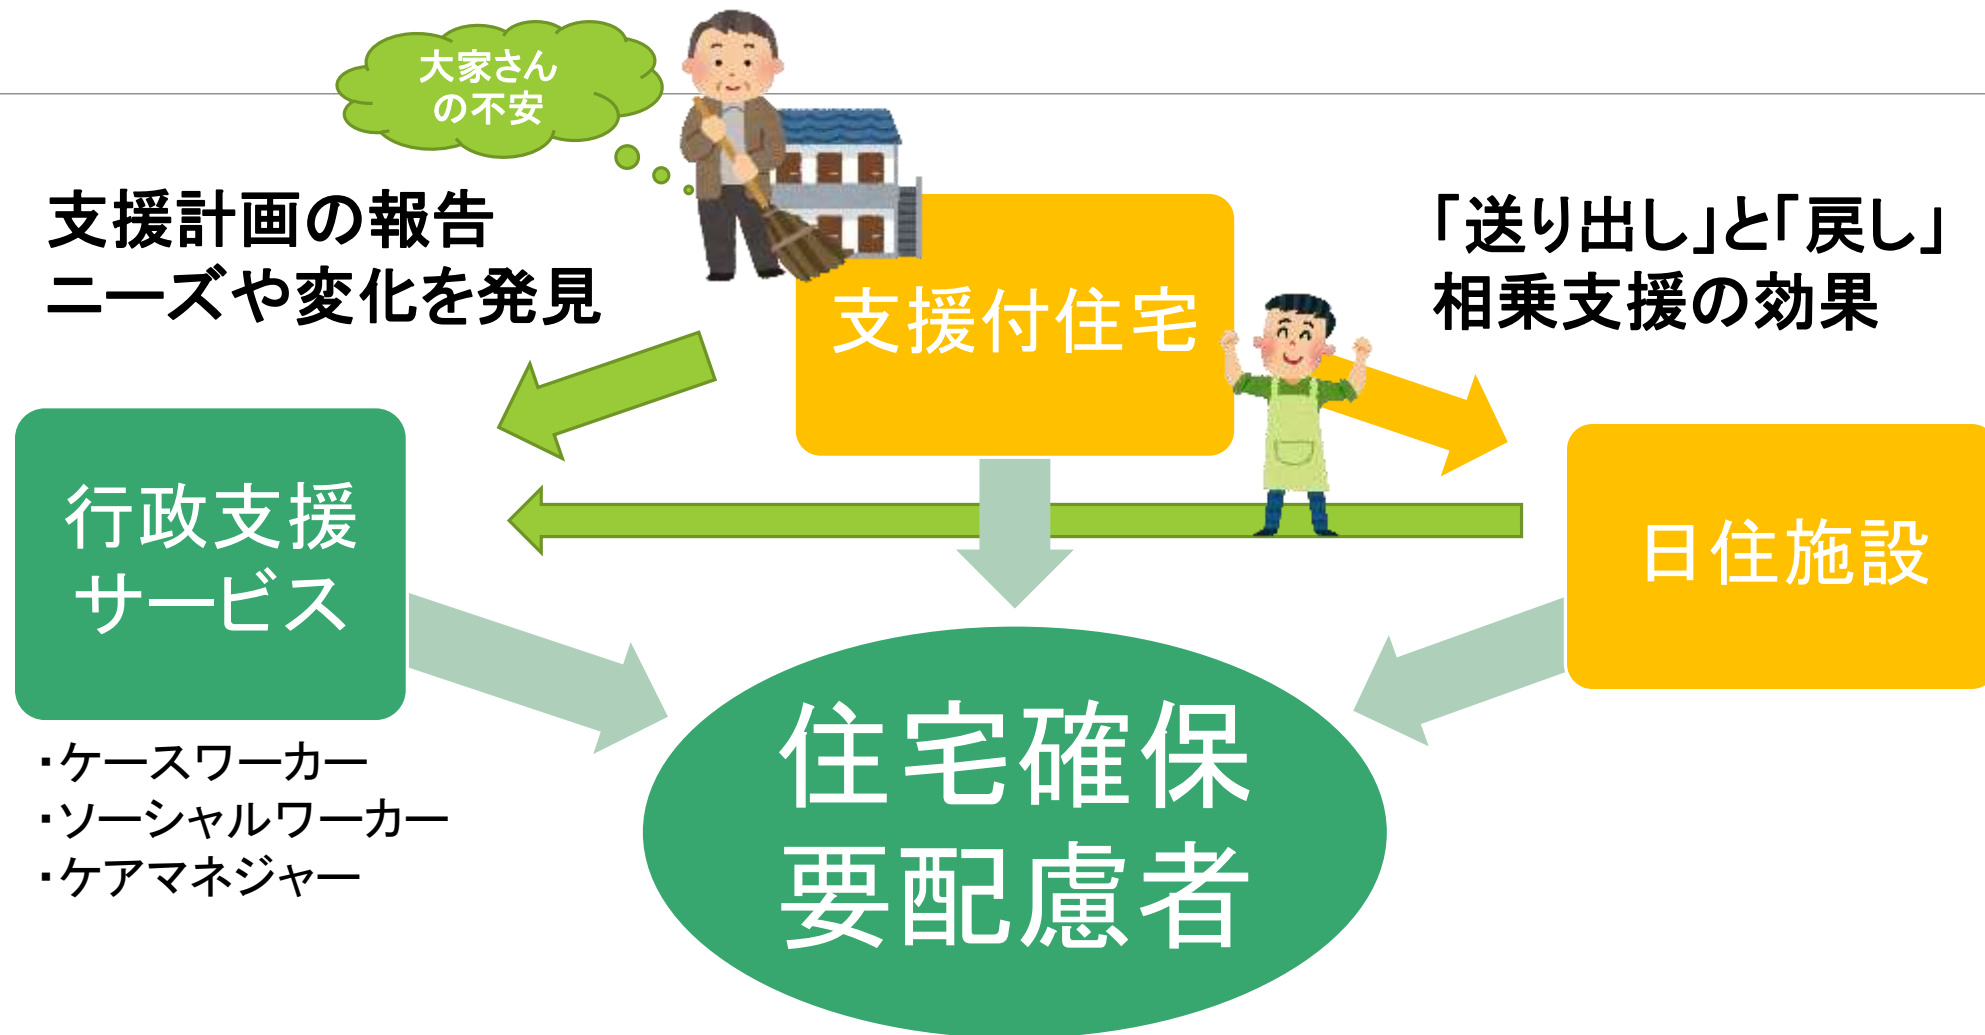 大家さん
の不安
支援計画の報告
ニーズや変化を発見
支援付住宅
「送り出し」と「戻し」
相乗支援の効果
行政支援
サービス
日住施設
・ケースワーカー
・ソーシャルワーカー
・ケアマネジャー
住宅確保
要配慮者